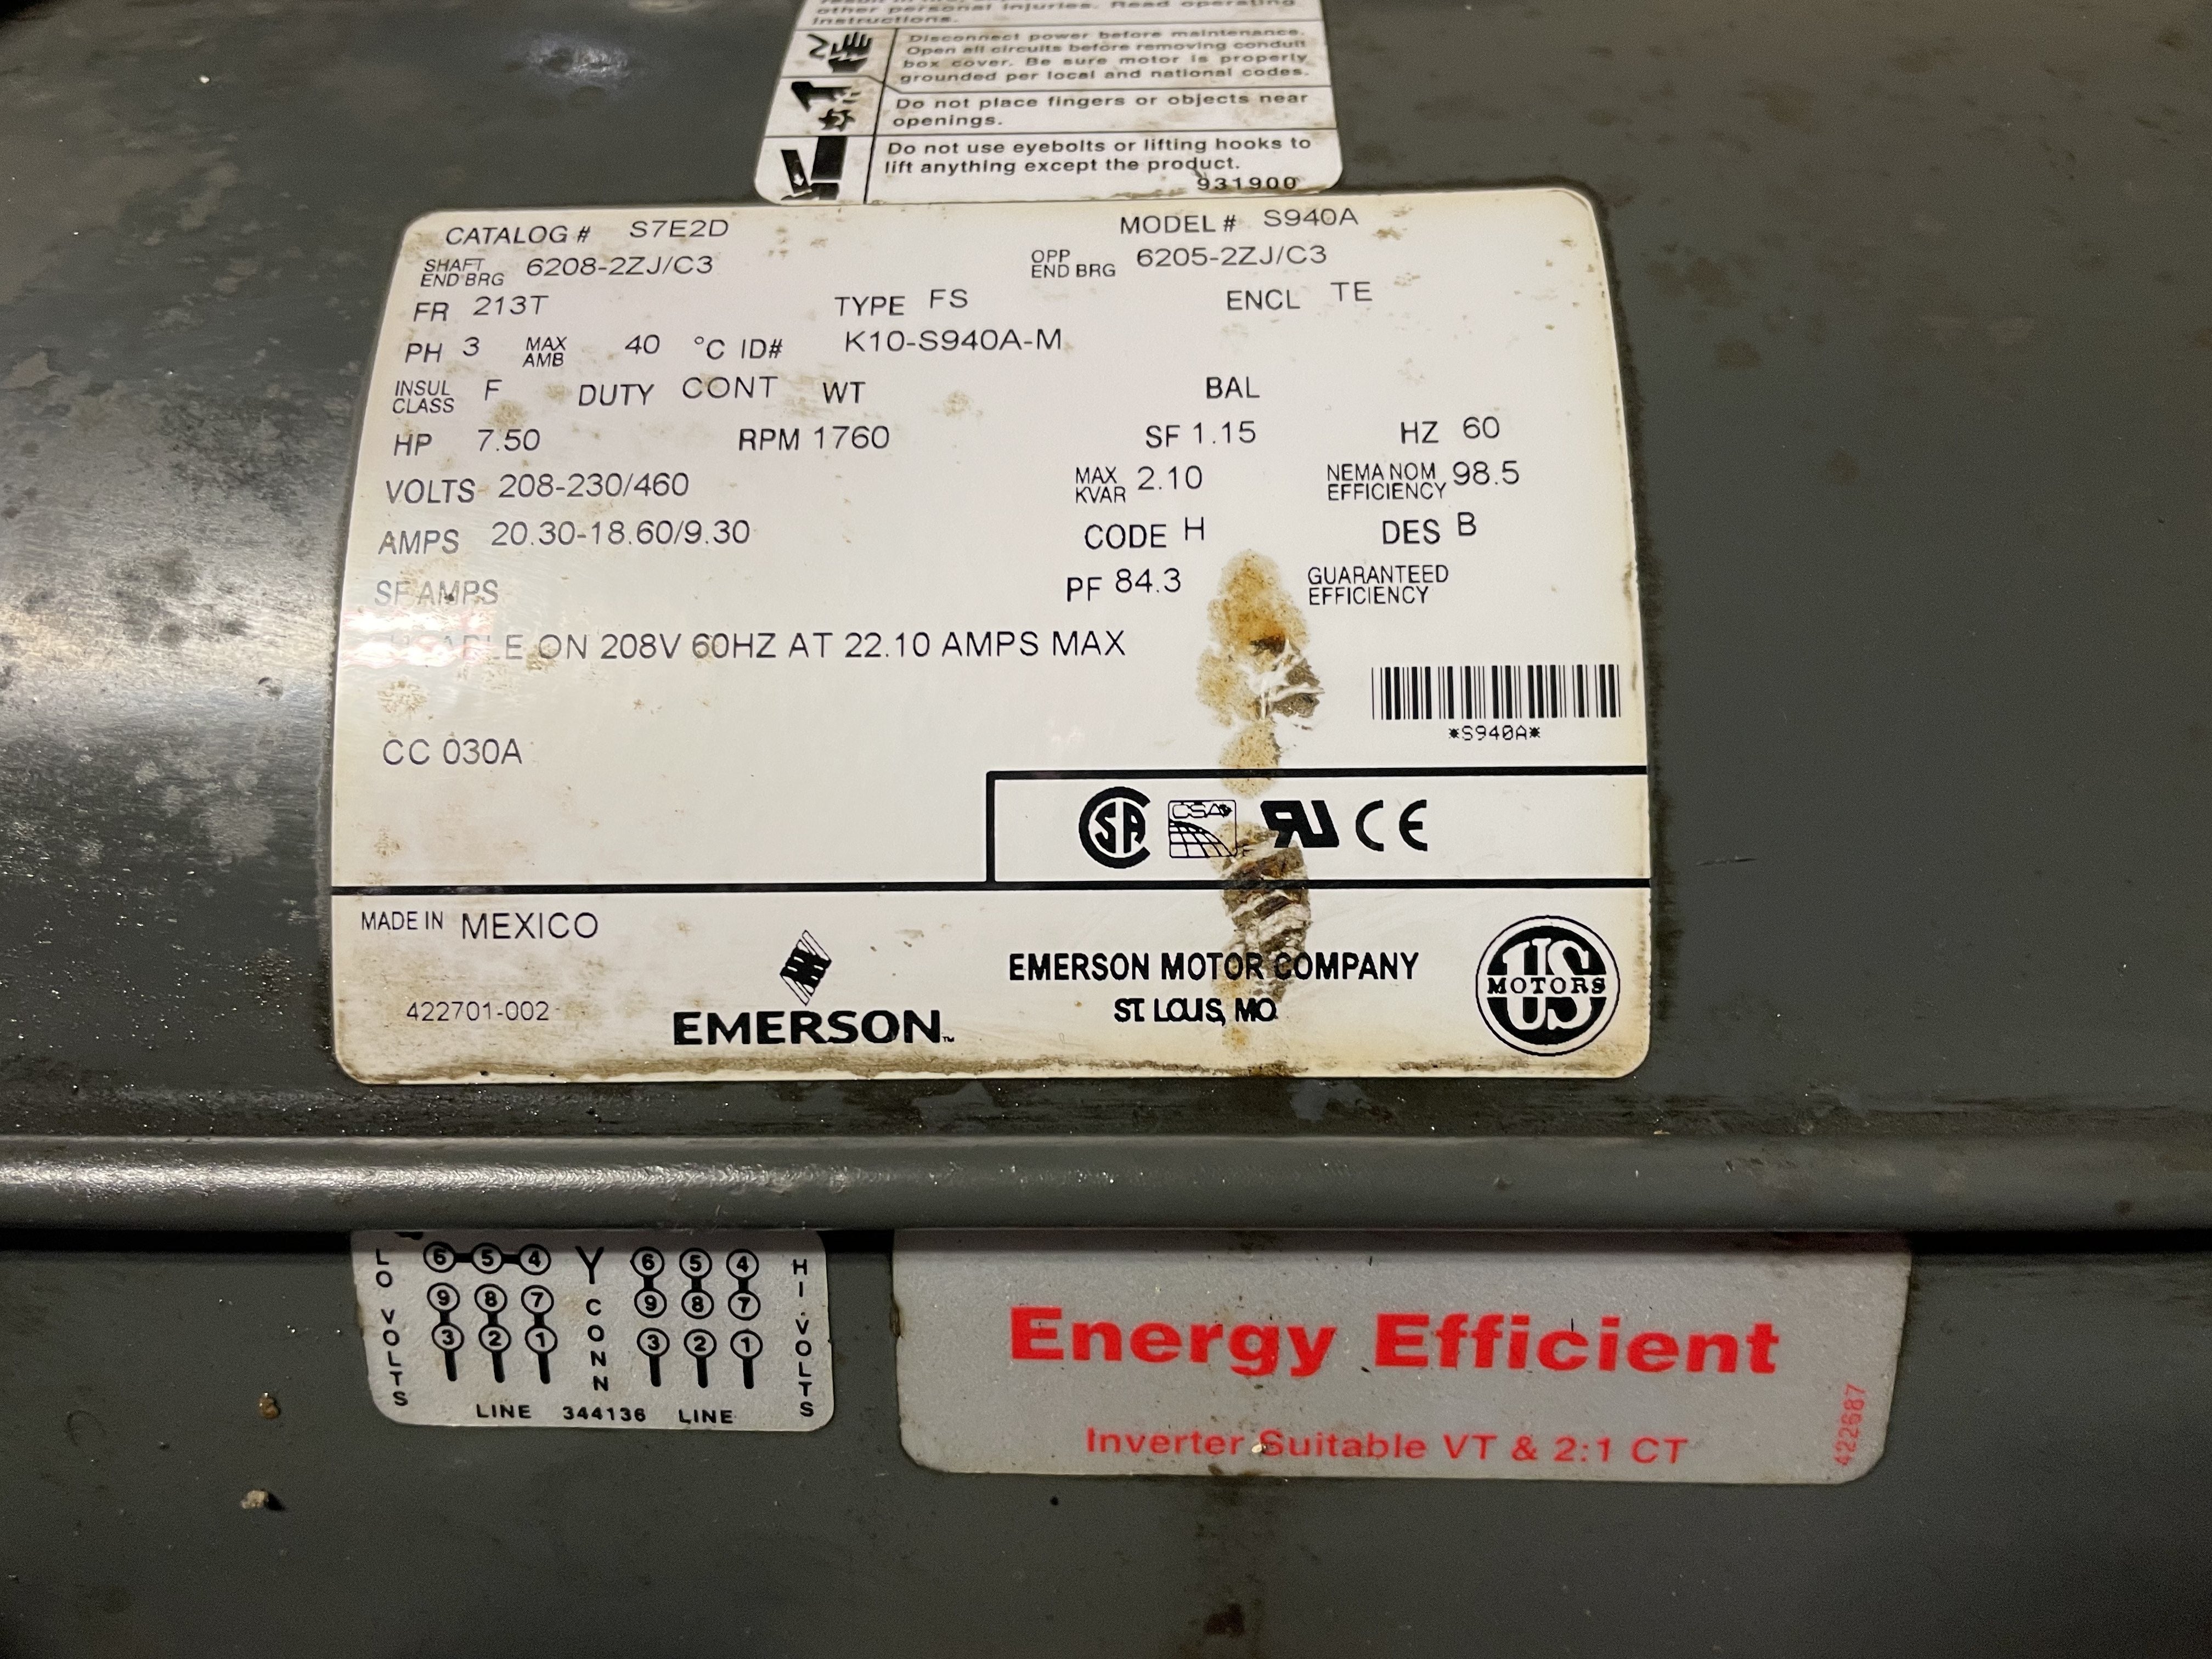 other personal injuries. Read operating
instructions.
Disconnect power before maintenance.
Open all circuits before removing conduit
box cover. Be sure motor is properly
grounded per local and national codes.
Do not place fingers or objects near
openings.
Do not use eyebolts or lifting hooks to
lift anything except the product.
931900
CATALOG # S7E2D MODEL # S940A
SHAFT END BRG 6208-2ZJ/C3 OPP END BRG 6205-2ZJ/C3
FR 213T TYPE FS ENCL TE
PH 3 MAX AMB 40 °C ID# K10-S940A-M
INSUL CLASS F DUTY CONT WT BAL
HP 7.50 RPM 1760 SF 1.15 HZ 60
VOLTS 208-230/460 MAX KVAR 2.10 NEMA NOM EFFICIENCY 98.5
AMPS 20.30-18.60/9.30 CODE H DES B
SF AMPS PF 84.3 GUARANTEED EFFICIENCY
ON 208V 60HZ AT 22.10 AMPS MAX
*S940A*
CC 030A
SA CSA RU CE
MADE IN MEXICO
422701-002
EMERSON™
EMERSON MOTOR COMPANY
ST. LOUIS, MO.
US MOTORS
LO VOLTS
6 5 4
9 8 7
3 2 1
Y CONN
6 5 4
9 8 7
3 2 1
HI-VOLTS
LINE 344136 LINE
Energy Efficient
Inverter Suitable VT & 2:1 CT
422687